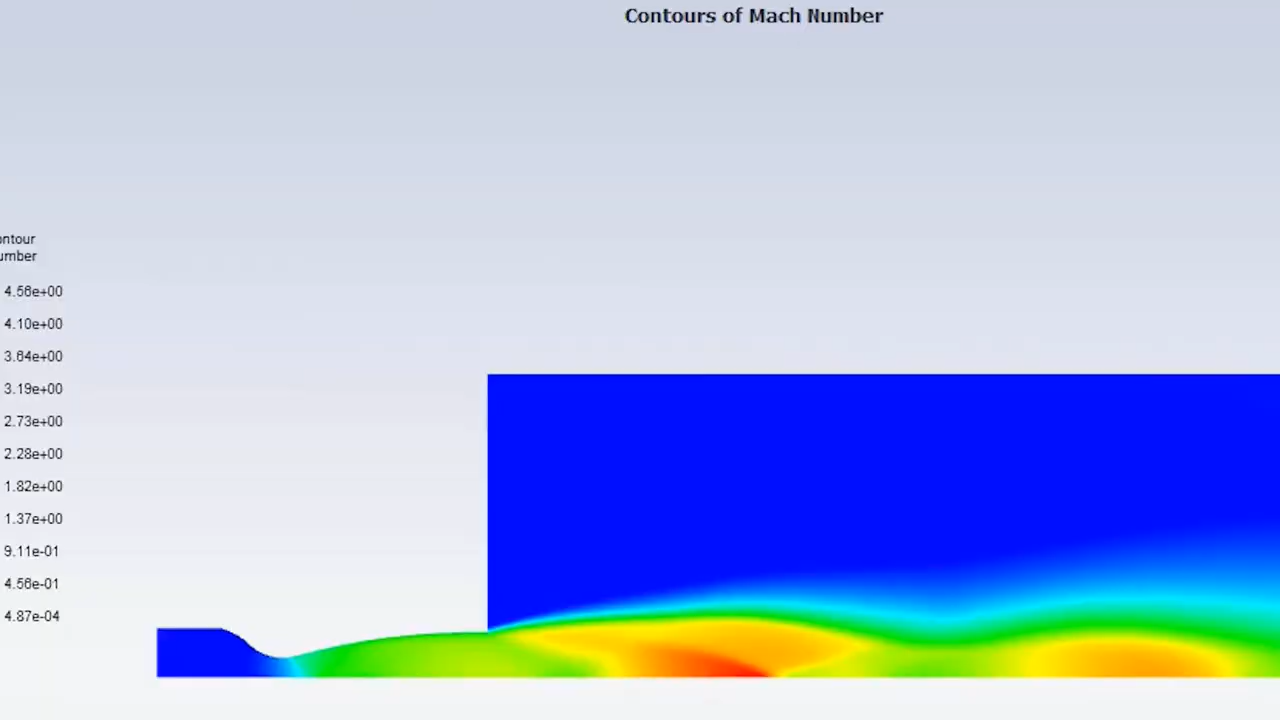 Contours of Mach Number
ontour
umber
4.56e+00
4.10e+00
3.64e+00
3.19e+00
2.73e+00
2.28e+00
1.82e+00
1.37e+00
9.11e-01
4.56e-01
4.87e-04